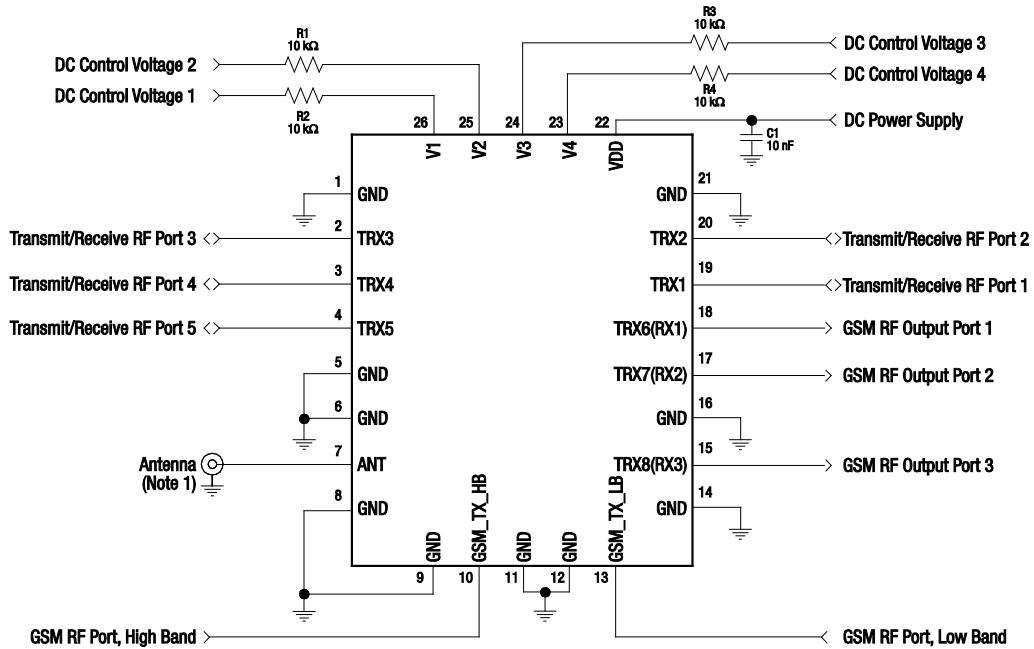 R3
10 kΩ
DC Control Voltage 3
R1
10 kΩ
DC Control Voltage 2
DC Control Voltage 4
R4
10 kΩ
DC Control Voltage 1
R2
10 kΩ
26
25
24
23
22
DC Power Supply
C1
10 nF
V1
V2
V3
V4
VDD
1
GND
GND
21
Transmit/Receive RF Port 3
2
TRX3
TRX2
20
Transmit/Receive RF Port 2
Transmit/Receive RF Port 4
3
TRX4
TRX1
19
Transmit/Receive RF Port 1
Transmit/Receive RF Port 5
4
TRX5
TRX6(RX1)
18
GSM RF Output Port 1
5
GND
TRX7(RX2)
17
GSM RF Output Port 2
6
GND
GND
16
Antenna
(Note 1)
7
ANT
TRX8(RX3)
15
GSM RF Output Port 3
8
GND
GND
14
GND
GSM_TX_HB
GND
GND
GSM_TX_LB
9
10
11
12
13
GSM RF Port, High Band
GSM RF Port, Low Band